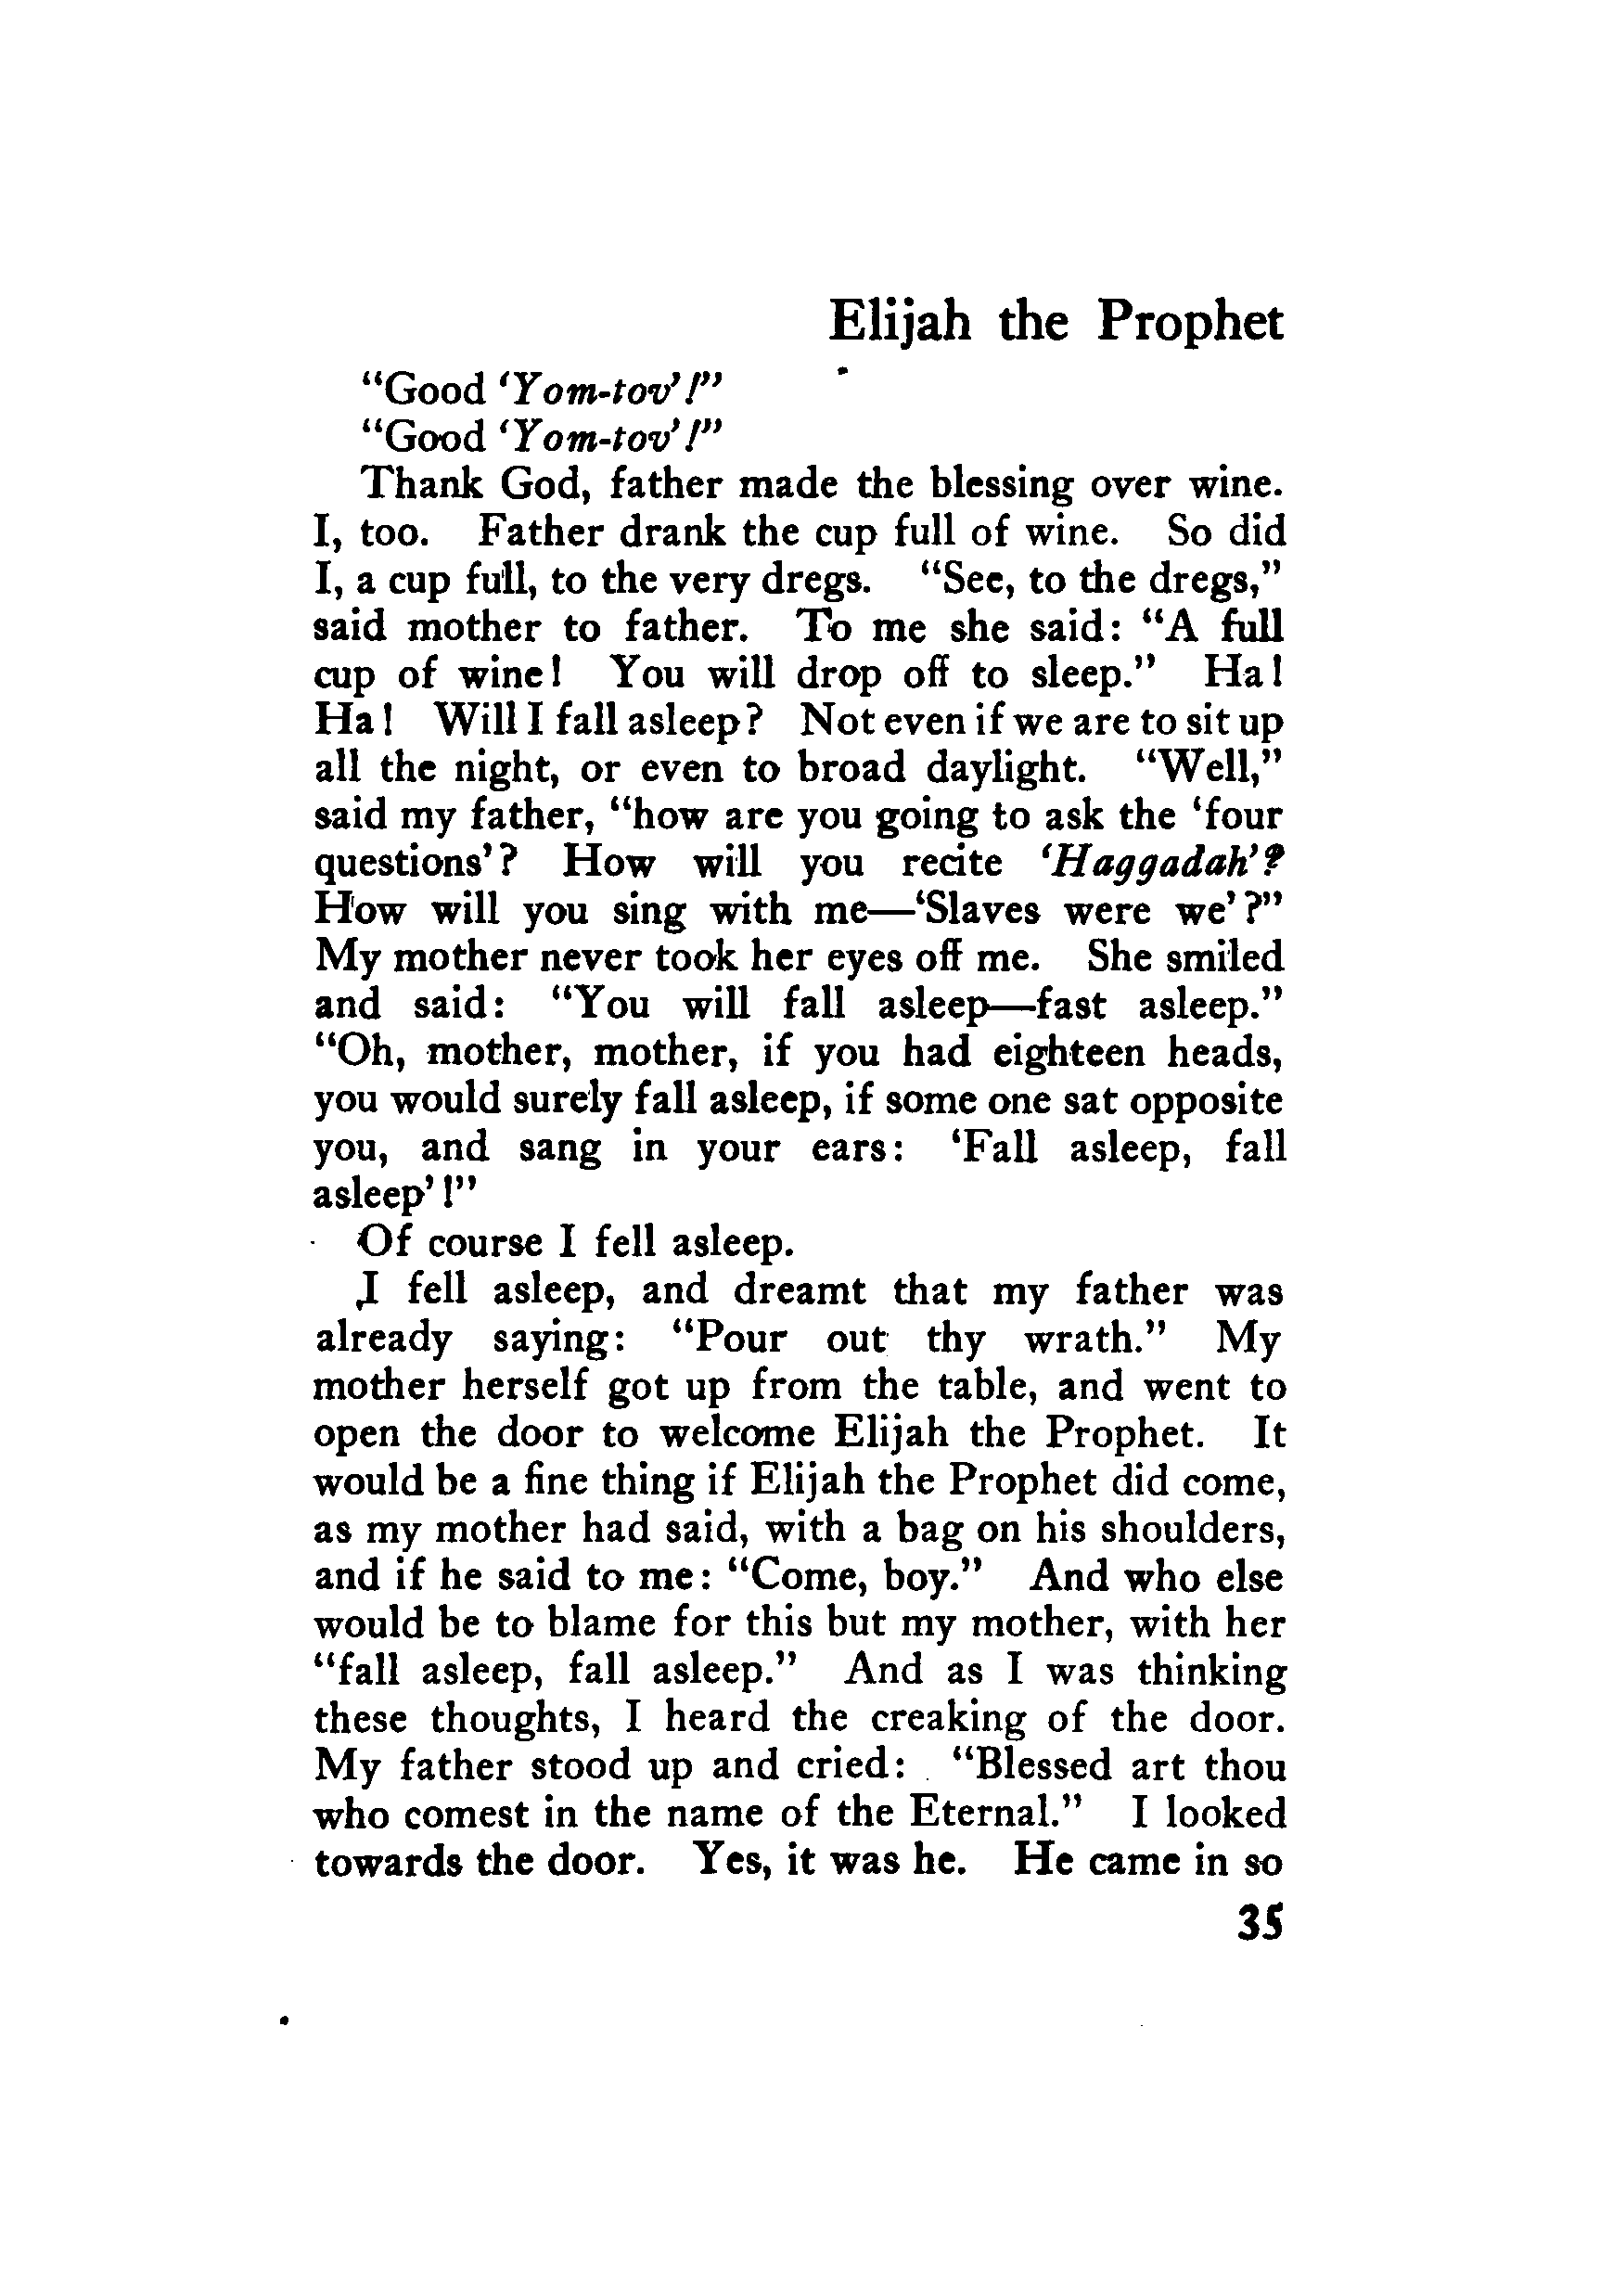 Elijah the Prophet
“Good ‘Yom-tov’!”
“Good ‘Yom-tov’!”
Thank God, father made the blessing over wine.
I, too. Father drank the cup full of wine. So did
I, a cup full, to the very dregs. “See, to the dregs,”
said mother to father. To me she said: “A full
cup of wine! You will drop off to sleep.” Ha!
Ha! Will I fall asleep? Not even if we are to sit up
all the night, or even to broad daylight. “Well,”
said my father, “how are you going to ask the ‘four
questions’? How will you recite ‘Haggadah’?
How will you sing with me—‘Slaves were we’?”
My mother never took her eyes off me. She smiled
and said: “You will fall asleep—fast asleep.”
“Oh, mother, mother, if you had eighteen heads,
you would surely fall asleep, if some one sat opposite
you, and sang in your ears: ‘Fall asleep, fall
asleep’!”
Of course I fell asleep.
I fell asleep, and dreamt that my father was
already saying: “Pour out thy wrath.” My
mother herself got up from the table, and went to
open the door to welcome Elijah the Prophet. It
would be a fine thing if Elijah the Prophet did come,
as my mother had said, with a bag on his shoulders,
and if he said to me: “Come, boy.” And who else
would be to blame for this but my mother, with her
“fall asleep, fall asleep.” And as I was thinking
these thoughts, I heard the creaking of the door.
My father stood up and cried: “Blessed art thou
who comest in the name of the Eternal.” I looked
towards the door. Yes, it was he. He came in so
35